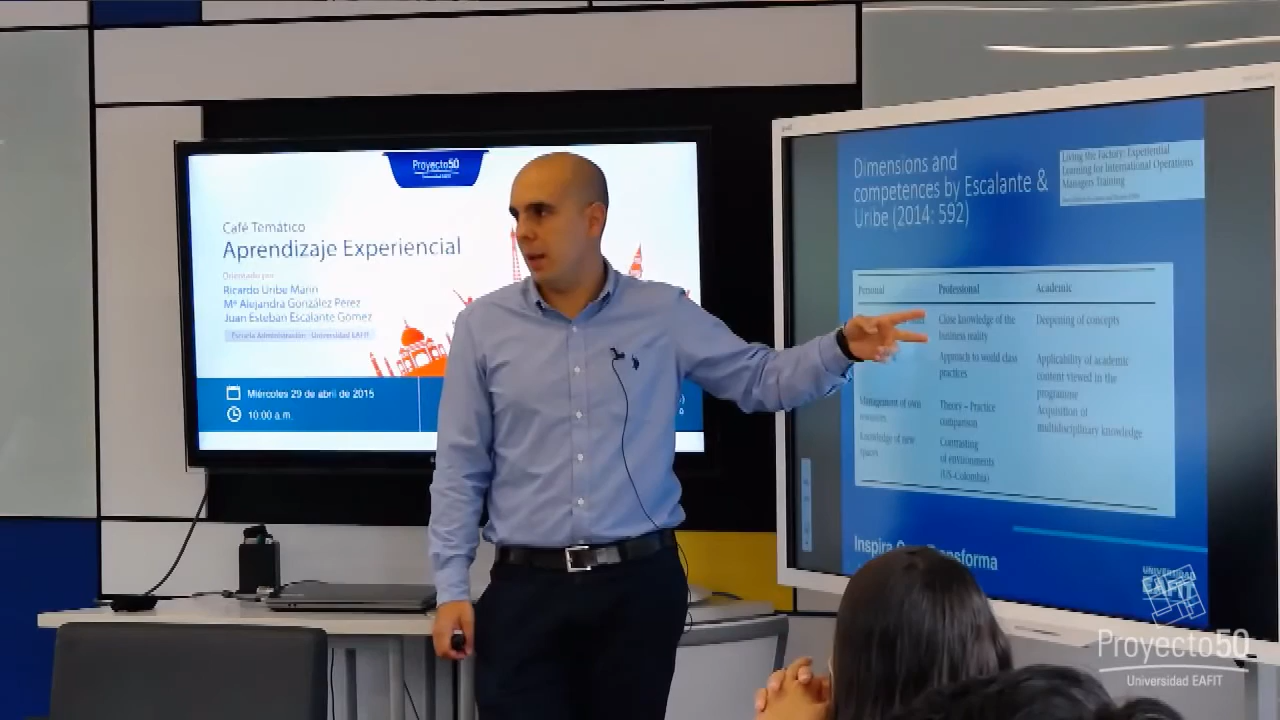 Proyecto50
Universidad EAFIT
Café Temático
Aprendizaje Experiencial
Orientado por:
Ricardo Uribe Marín
Mª Alejandra González Pérez
Juan Esteban Escalante Gómez
Escuela Administración - Universidad EAFIT
Miércoles 29 de abril de 2015
10:00 a.m.
Dimensions and
competences by Escalante &
Uribe (2014: 592)
Living the Factory: Experiential
Learning for International Operations
Managers Training
Personal Professional Academic
Close knowledge of the
business reality
Deepening of concepts
Approach to world class
practices
Applicability of academic
content viewed in the
programme
Management of own
resources
Theory – Practice
comparison
Acquisition of
multidisciplinary knowledge
Knowledge of new
spaces
Contrasting
of environments
(US-Colombia)
Inspira
UNIVERSIDAD
EAFIT
Proyecto50
Universidad EAFIT